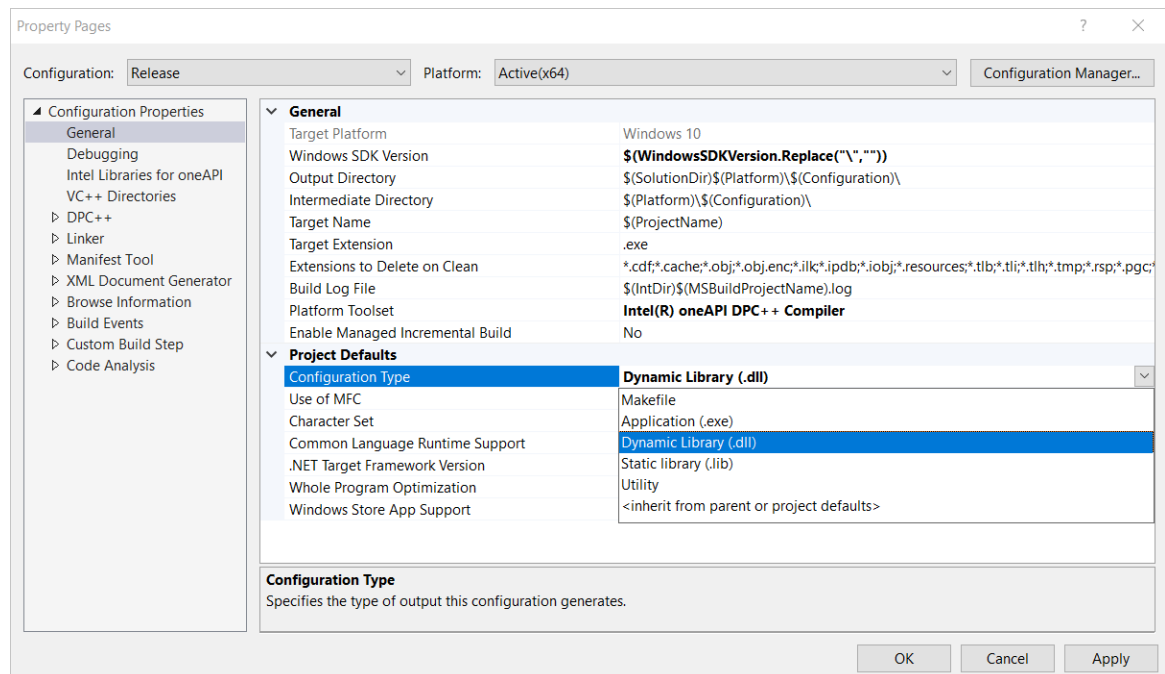 Property Pages ?
Configuration: Release Platform: Active(x64) Configuration Manager...
Configuration Properties
General
Debugging
Intel Libraries for oneAPI
VC++ Directories
DPC++
Linker
Manifest Tool
XML Document Generator
Browse Information
Build Events
Custom Build Step
Code Analysis
General
Target Platform Windows 10
Windows SDK Version $(WindowsSDKVersion.Replace("\",""))
Output Directory $(SolutionDir)$(Platform)\$(Configuration)\
Intermediate Directory $(Platform)\$(Configuration)\
Target Name $(ProjectName)
Target Extension .exe
Extensions to Delete on Clean *.cdf;*.cache;*.obj;*.obj.enc;*.ilk;*.ipdb;*.iobj;*.resources;*.tlb;*.tli;*.tlh;*.tmp;*.rsp;*.pgc;*
Build Log File $(IntDir)$(MSBuildProjectName).log
Platform Toolset Intel(R) oneAPI DPC++ Compiler
Enable Managed Incremental Build No
Project Defaults
Configuration Type Dynamic Library (.dll)
Use of MFC Makefile
Character Set Application (.exe)
Common Language Runtime Support Dynamic Library (.dll)
.NET Target Framework Version Static library (.lib)
Whole Program Optimization Utility
Windows Store App Support <inherit from parent or project defaults>
Configuration Type
Specifies the type of output this configuration generates.
OK Cancel Apply